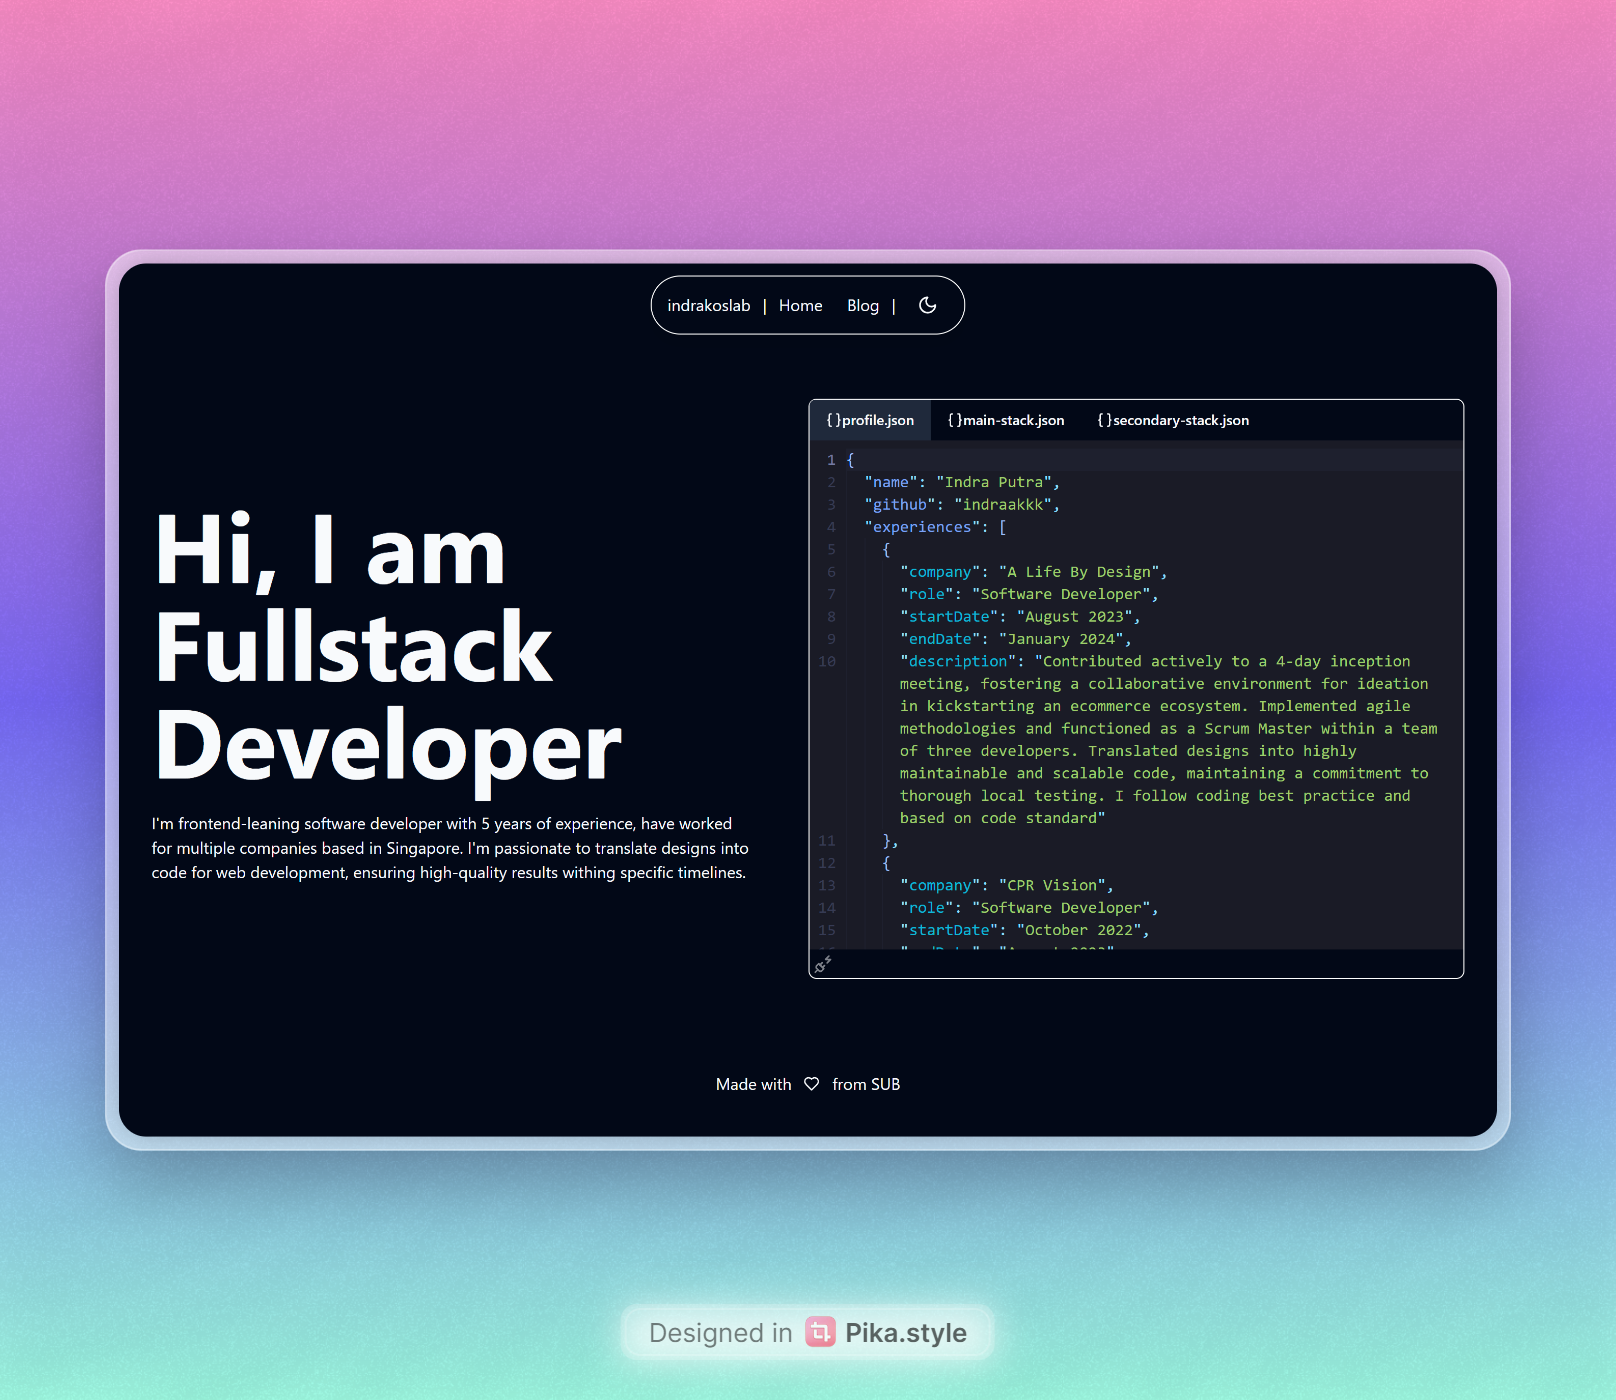 indrakoslab | Home Blog |
Hi, I am
Fullstack
Developer
I'm frontend-leaning software developer with 5 years of experience, have worked
for multiple companies based in Singapore. I'm passionate to translate designs into
code for web development, ensuring high-quality results withing specific timelines.
{}profile.json {}main-stack.json {}secondary-stack.json
1 {
2 "name": "Indra Putra",
3 "github": "indraakkk",
4 "experiences": [
5 {
6 "company": "A Life By Design",
7 "role": "Software Developer",
8 "startDate": "August 2023",
9 "endDate": "January 2024",
10 "description": "Contributed actively to a 4-day inception
meeting, fostering a collaborative environment for ideation
in kickstarting an ecommerce ecosystem. Implemented agile
methodologies and functioned as a Scrum Master within a team
of three developers. Translated designs into highly
maintainable and scalable code, maintaining a commitment to
thorough local testing. I follow coding best practice and
based on code standard"
11 },
12 {
13 "company": "CPR Vision",
14 "role": "Software Developer",
15 "startDate": "October 2022",
Made with ♡ from SUB
Designed in Pika.style